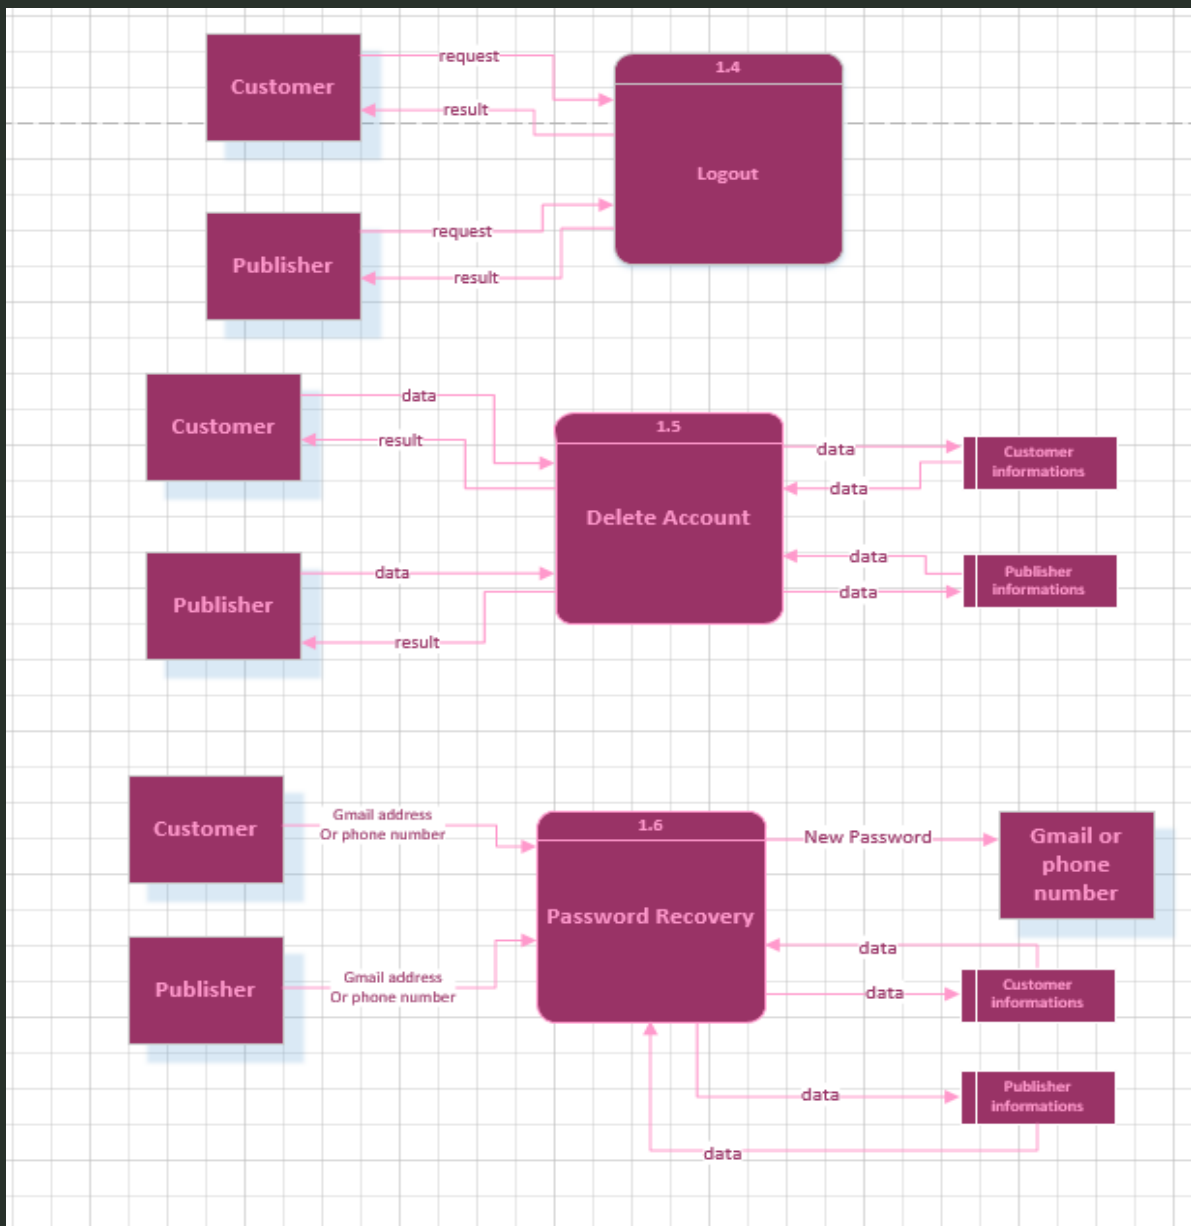 Customer
request
result
1.4
Logout
Publisher
request
result
Customer
data
result
1.5
Delete Account
data
data
Customer
informations
Publisher
data
result
data
data
Publisher
informations
Customer
Gmail address
Or phone number
1.6
Password Recovery
New Password
Gmail or
phone
number
Publisher
Gmail address
Or phone number
data
data
Customer
informations
data
data
Publisher
informations